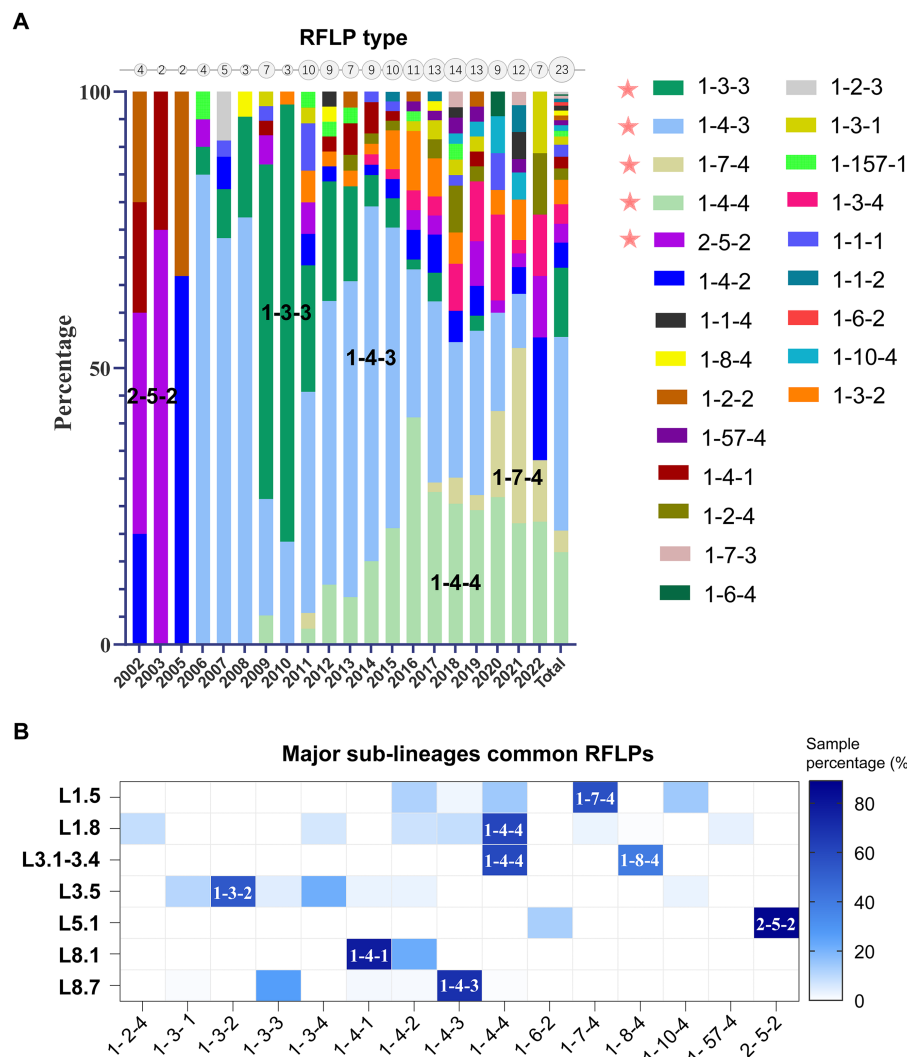 A
RFLP type
4 2 2 4 5 3 7 3 10 9 7 9 10 11 13 14 13 9 12 7 23
100
50
0
Percentage
2-5-2
1-3-3
1-4-3
1-7-4
1-4-4
2002 2003 2005 2006 2007 2008 2009 2010 2011 2012 2013 2014 2015 2016 2017 2018 2019 2020 2021 2022 Total
1-3-3
1-4-3
1-7-4
1-4-4
2-5-2
1-4-2
1-1-4
1-8-4
1-2-2
1-57-4
1-4-1
1-2-4
1-7-3
1-6-4
1-2-3
1-3-1
1-157-1
1-3-4
1-1-1
1-1-2
1-6-2
1-10-4
1-3-2
B
Major sub-lineages common RFLPs
Sample
percentage (%
L1.5 1-7-4
L1.8 1-4-4
L3.1-3.4 1-4-4 1-8-4
L3.5 1-3-2
L5.1 2-5-2
L8.1 1-4-1
L8.7 1-4-3
1-2-4 1-3-1 1-3-2 1-3-3 1-3-4 1-4-1 1-4-2 1-4-3 1-4-4 1-6-2 1-7-4 1-8-4 1-10-4 1-57-4 2-5-2
80
60
40
20
0